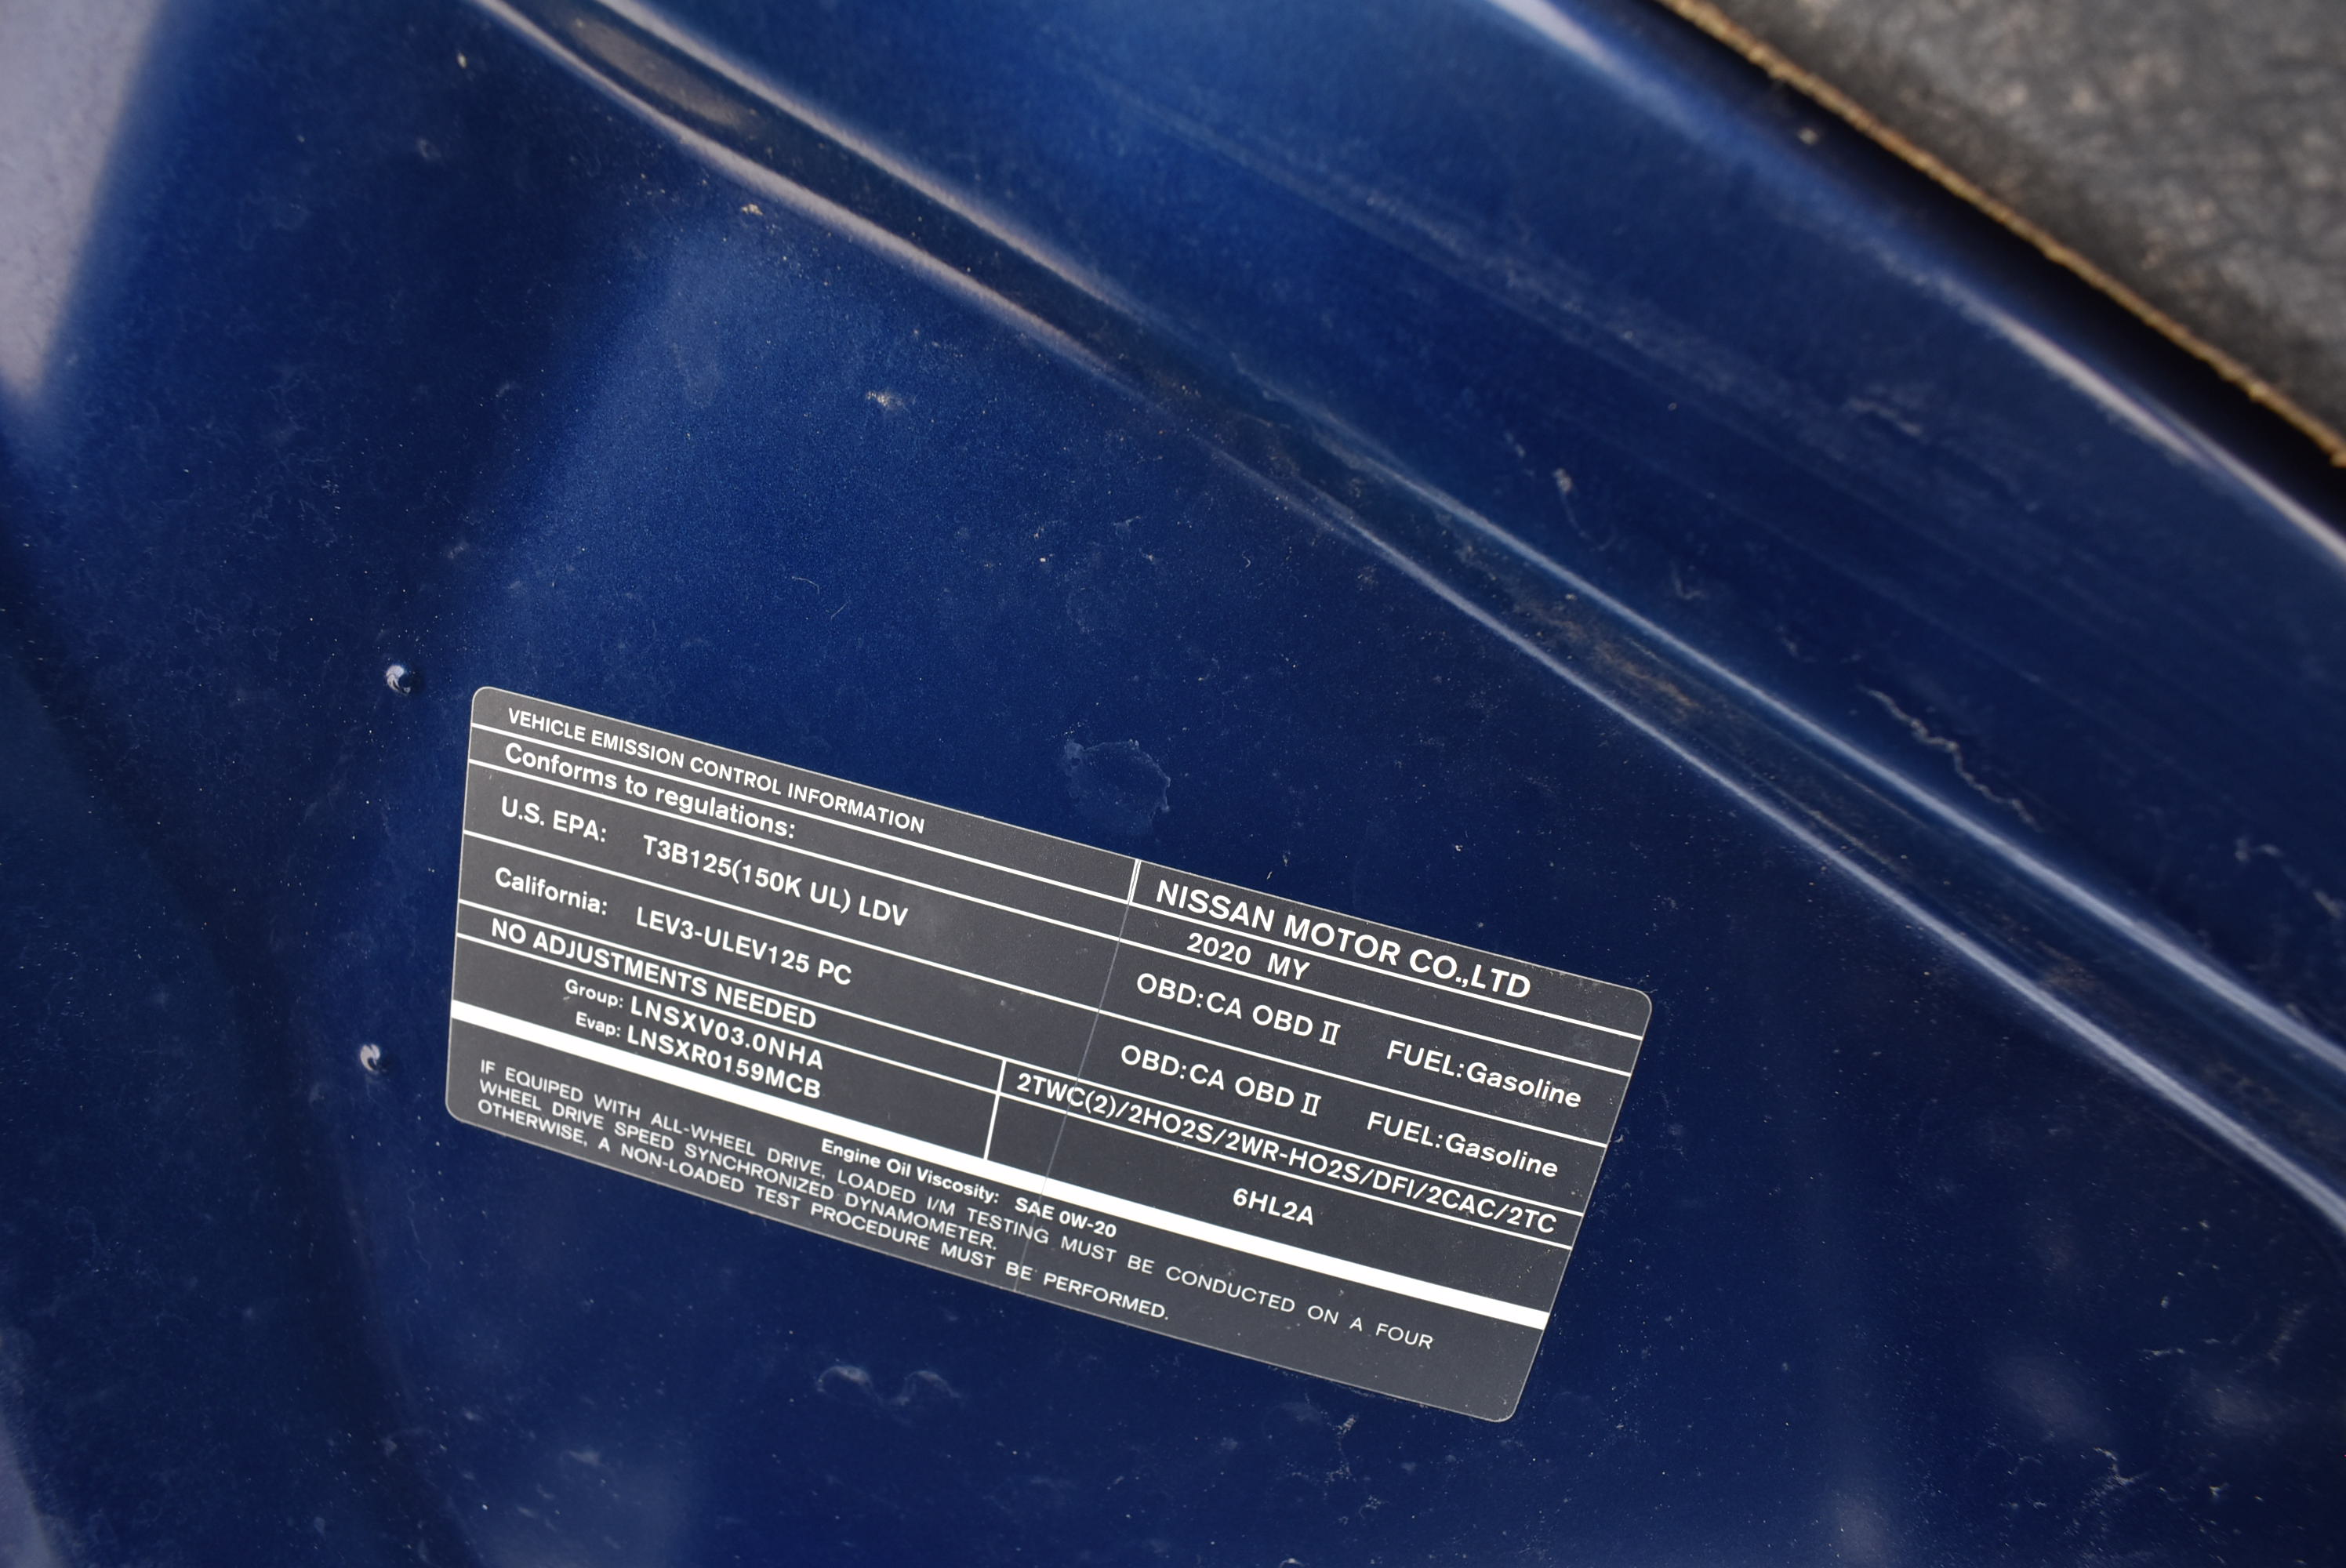 VEHICLE EMISSION CONTROL INFORMATION NISSAN MOTOR CO.,LTD
Conforms to regulations: 2020 MY
U.S. EPA: T3B125(150K UL) LDV OBD:CA OBD II FUEL:Gasoline
California: LEV3-ULEV125 PC OBD:CA OBD II FUEL:Gasoline
NO ADJUSTMENTS NEEDED 2TWC(2)/2HO2S/2WR-HO2S/DFI/2CAC/2TC
Group: LNSXV03.0NHA
Evap: LNSXR0159MCB
6HL2A
Engine Oil Viscosity: SAE 0W-20
IF EQUIPED WITH ALL-WHEEL DRIVE, LOADED I/M TESTING MUST BE CONDUCTED ON A FOUR
WHEEL DRIVE SPEED SYNCHRONIZED DYNAMOMETER.
OTHERWISE, A NON-LOADED TEST PROCEDURE MUST BE PERFORMED.